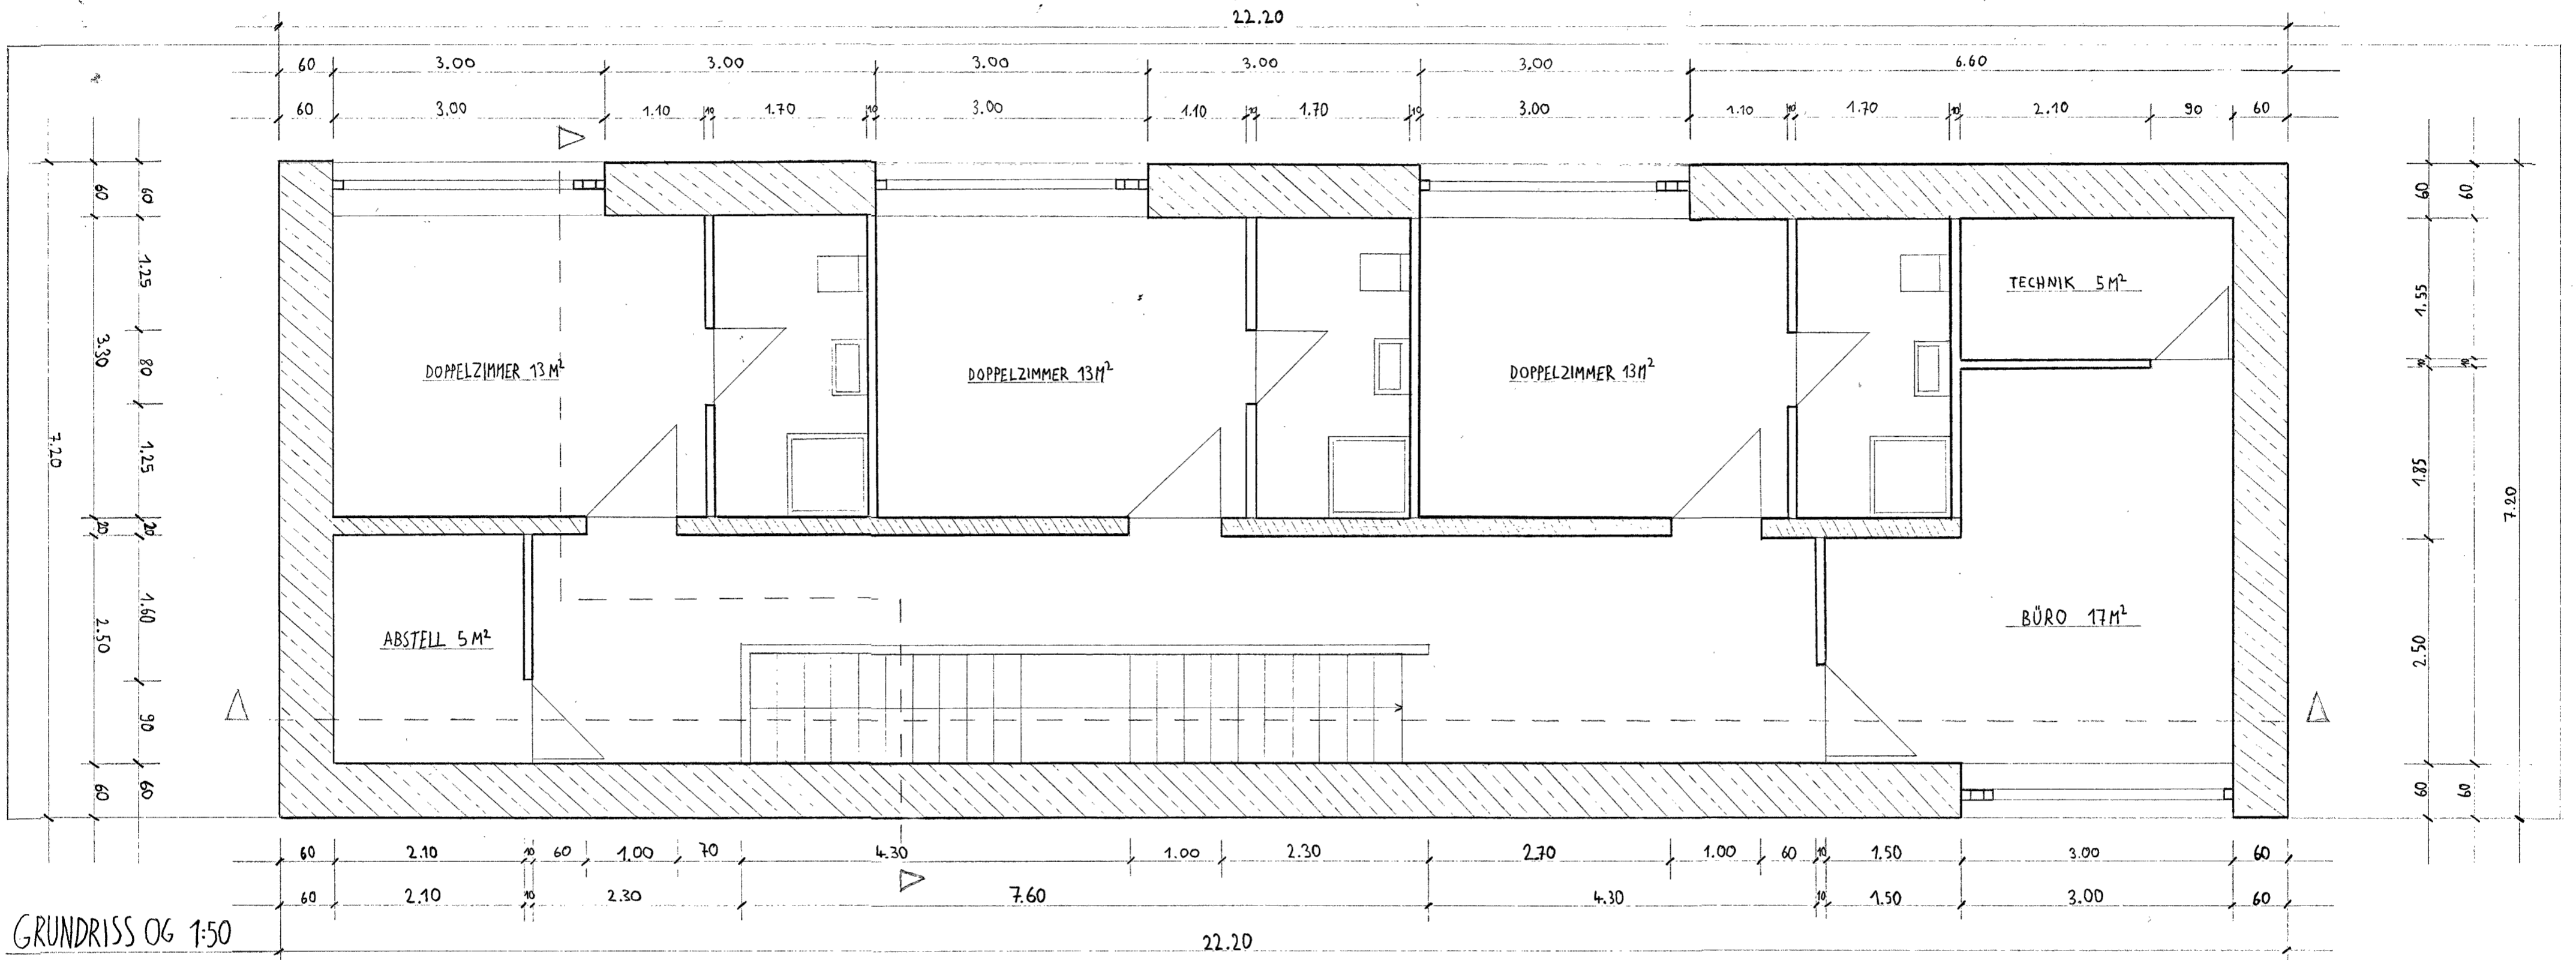 22.20
60 3.00 3.00 3.00 3.00 3,00 6.60
60 3.00 1.10 10 1.70 10 3.00 1.10 10 1.70 10 3.00 1.10 10 1.70 10 2.10 90 60
7.20
60 3.30 20 2.50 60
60 1.25 80 1.25 20 1.60 90 60
DOPPELZIMMER 13 M²
DOPPELZIMMER 13 M²
DOPPELZIMMER 13 M²
TECHNIK 5 M²
ABSTELL 5 M²
BÜRO 17 M²
60 1.55 10 1.85 2.50 60
60 10 60
7.20
60 2.10 10 60 1.00 70 4.30 1.00 2.30 2.70 1.00 60 10 1.50 3.00 60
60 2.10 10 2.30 7.60 4.30 10 1.50 3.00 60
22.20
GRUNDRISS OG 1:50